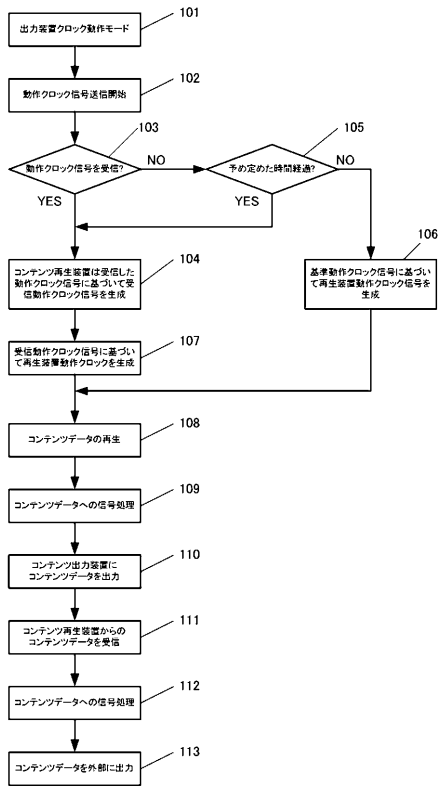 101
出力装置クロック動作モード
102
動作クロック信号送信開始
103
動作クロック信号を受信?
NO
YES
105
予め定めた時間経過?
NO
YES
104
コンテンツ再生装置は受信した
動作クロック信号に基づいて受
信動作クロック信号を生成
106
基準動作クロック信号に基づい
て再生装置動作クロック信号を
生成
107
受信動作クロック信号に基づい
て再生装置動作クロックを生成
108
コンテンツデータの再生
109
コンテンツデータへの信号処理
110
コンテンツ出力装置に
コンテンツデータを出力
111
コンテンツ再生装置からの
コンテンツデータを受信
112
コンテンツデータへの信号処理
113
コンテンツデータを外部に出力